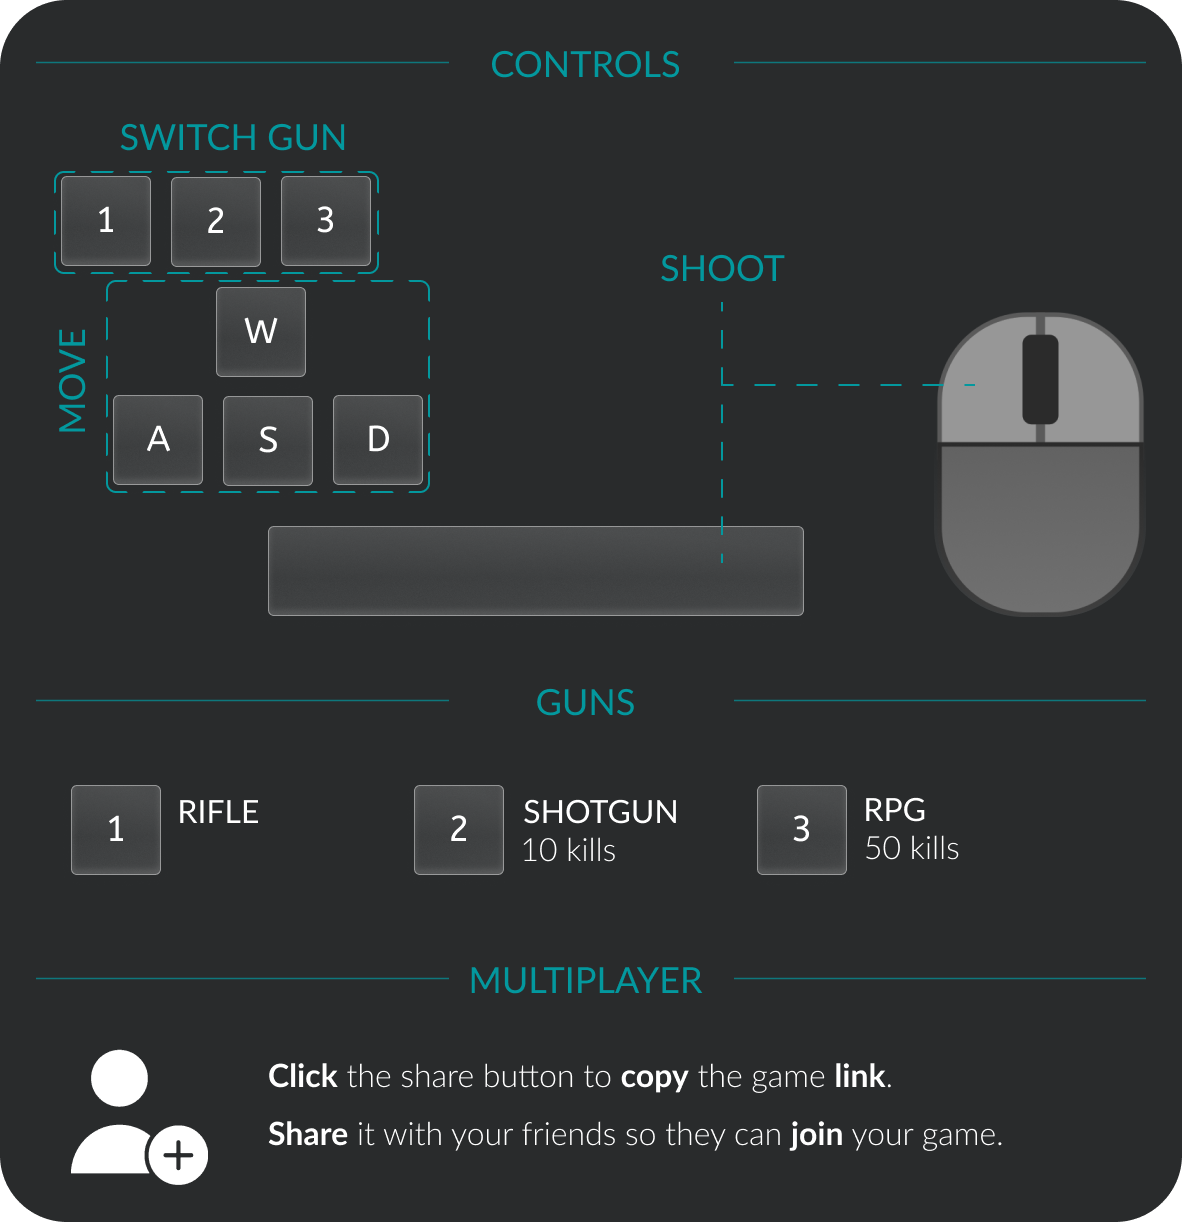 CONTROLS
SWITCH GUN
1 2 3
SHOOT
MOVE
W
A S D
GUNS
1 RIFLE
2 SHOTGUN
10 kills
3 RPG
50 kills
MULTIPLAYER
Click the share button to copy the game link.
Share it with your friends so they can join your game.